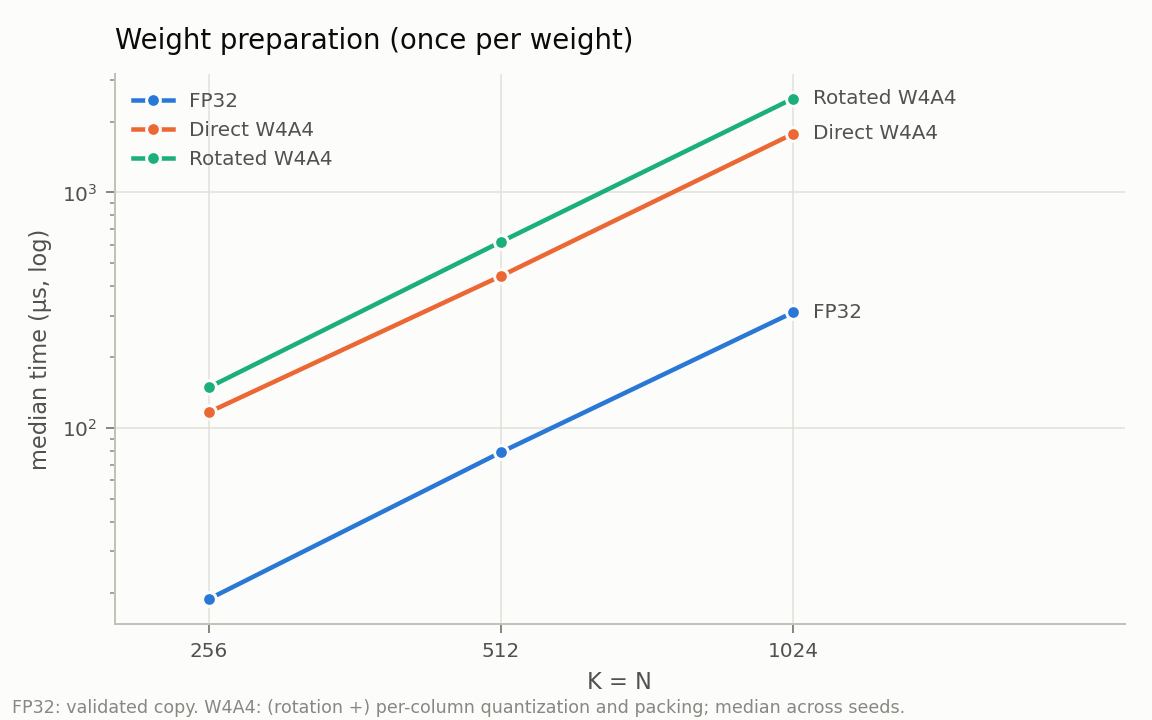 Weight preparation (once per weight)
FP32
Direct W4A4
Rotated W4A4
Rotated W4A4
Direct W4A4
FP32
10³
10²
median time (µs, log)
256
512
1024
K = N
FP32: validated copy. W4A4: (rotation +) per-column quantization and packing; median across seeds.